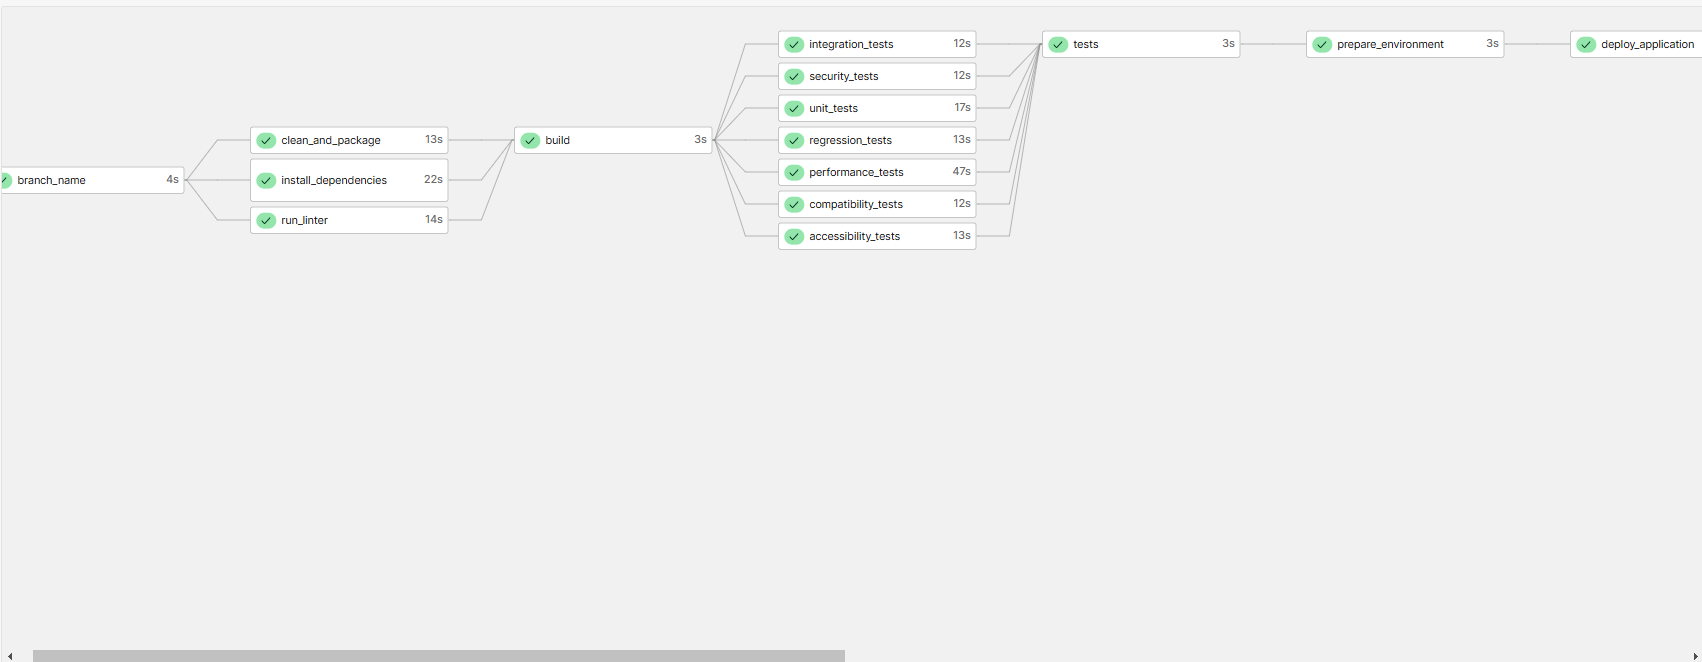 branch_name 4s
clean_and_package 13s
install_dependencies 22s
run_linter 14s
build 3s
integration_tests 12s
security_tests 12s
unit_tests 17s
regression_tests 13s
performance_tests 47s
compatibility_tests 12s
accessibility_tests 13s
tests 3s
prepare_environment 3s
deploy_application